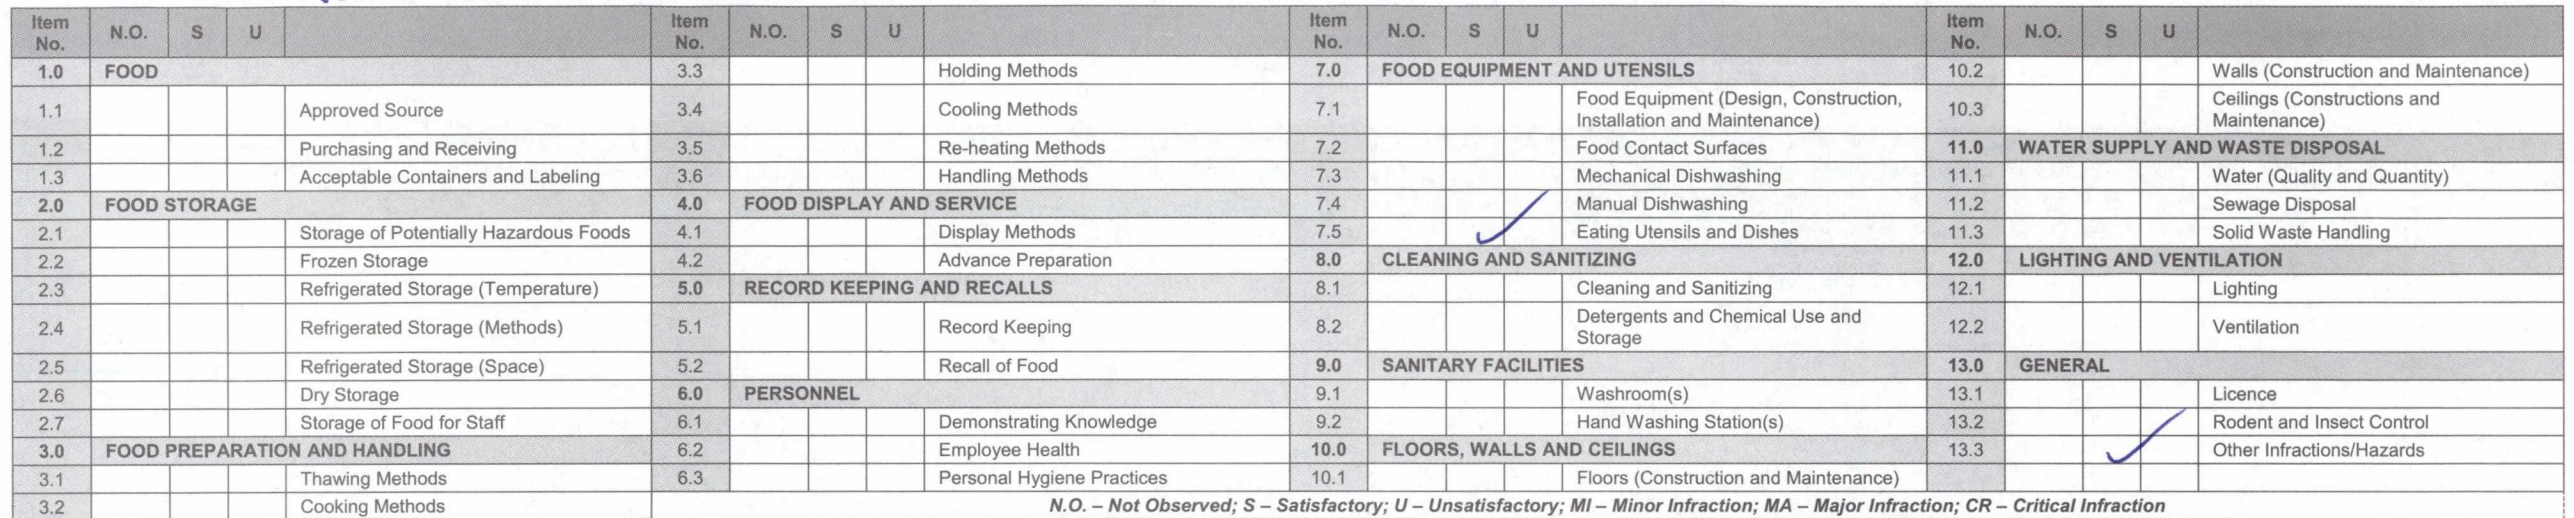 Item No. N.O. S U Item No. N.O. S U Item No. N.O. S U Item No. N.O. S U
1.0 FOOD
1.1 Approved Source
1.2 Purchasing and Receiving
1.3 Acceptable Containers and Labeling
2.0 FOOD STORAGE
2.1 Storage of Potentially Hazardous Foods
2.2 Frozen Storage
2.3 Refrigerated Storage (Temperature)
2.4 Refrigerated Storage (Methods)
2.5 Refrigerated Storage (Space)
2.6 Dry Storage
2.7 Storage of Food for Staff
3.0 FOOD PREPARATION AND HANDLING
3.1 Thawing Methods
3.2 Cooking Methods
3.3 Holding Methods
3.4 Cooling Methods
3.5 Re-heating Methods
3.6 Handling Methods
4.0 FOOD DISPLAY AND SERVICE
4.1 Display Methods
4.2 Advance Preparation
5.0 RECORD KEEPING AND RECALLS
5.1 Record Keeping
5.2 Recall of Food
6.0 PERSONNEL
6.1 Demonstrating Knowledge
6.2 Employee Health
6.3 Personal Hygiene Practices
7.0 FOOD EQUIPMENT AND UTENSILS
7.1 Food Equipment (Design, Construction,
Installation and Maintenance)
7.2 Food Contact Surfaces
7.3 Mechanical Dishwashing
7.4 Manual Dishwashing
7.5 Eating Utensils and Dishes
8.0 CLEANING AND SANITIZING
8.1 Cleaning and Sanitizing
8.2 Detergents and Chemical Use and
Storage
9.0 SANITARY FACILITIES
9.1 Washroom(s)
9.2 Hand Washing Station(s)
10.0 FLOORS, WALLS AND CEILINGS
10.1 Floors (Construction and Maintenance)
10.2 Walls (Construction and Maintenance)
10.3 Ceilings (Constructions and
Maintenance)
11.0 WATER SUPPLY AND WASTE DISPOSAL
11.1 Water (Quality and Quantity)
11.2 Sewage Disposal
11.3 Solid Waste Handling
12.0 LIGHTING AND VENTILATION
12.1 Lighting
12.2 Ventilation
13.0 GENERAL
13.1 Licence
13.2 Rodent and Insect Control
13.3 Other Infractions/Hazards
N.O. – Not Observed; S – Satisfactory; U – Unsatisfactory; MI – Minor Infraction; MA – Major Infraction; CR – Critical Infraction